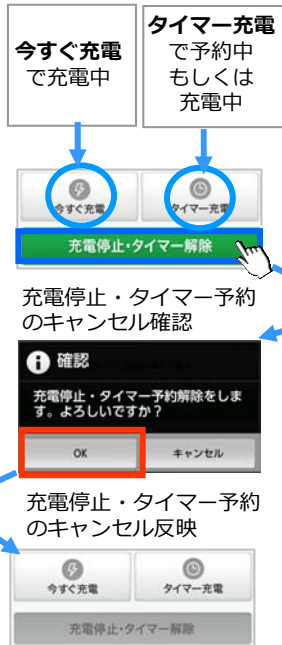 今すぐ充電
で充電中
タイマー充電
で予約中
もしくは
充電中
今すぐ充電
タイマー充電
充電停止･タイマー解除
充電停止・タイマー予約
のキャンセル確認
確認
充電停止・タイマー予約解除をしま
す。よろしいですか？
OK
キャンセル
充電停止・タイマー予約
のキャンセル反映
今すぐ充電
タイマー充電
充電停止･タイマー解除